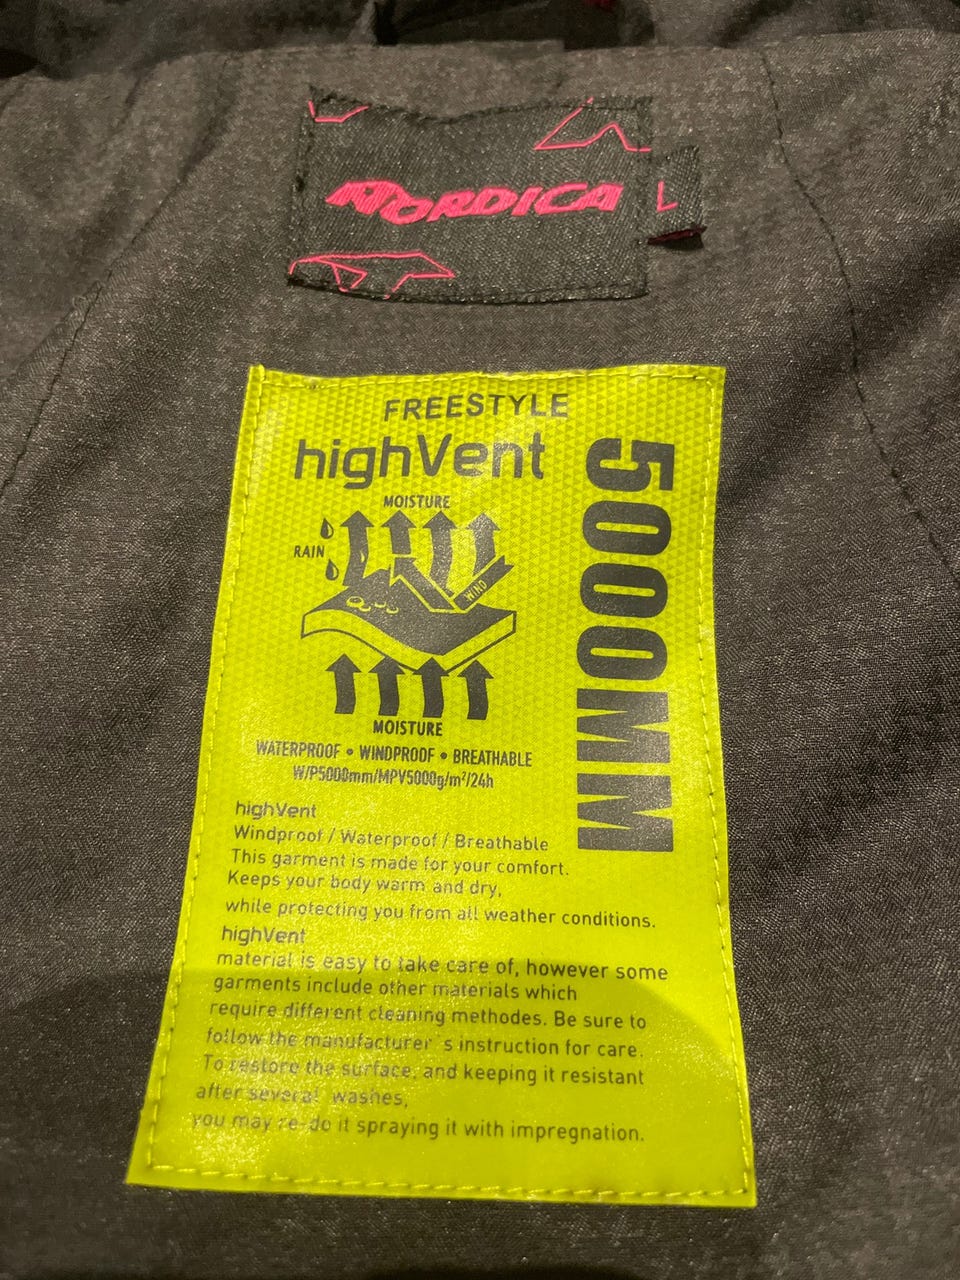 NORDICA
L
FREESTYLE
highVent
5000MM
MOISTURE
RAIN
WIND
MOISTURE
WATERPROOF • WINDPROOF • BREATHABLE
W/P5000mm/MPV5000g/m²/24h
highVent
Windproof / Waterproof / Breathable
This garment is made for your comfort.
Keeps your body warm and dry,
while protecting you from all weather conditions.
highVent
material is easy to take care of, however some
garments include other materials which
require different cleaning methodes. Be sure to
follow the manufacturer´s instruction for care.
To restore the surface, and keeping it resistant
after several washes,
you may re-do it spraying it with impregnation.